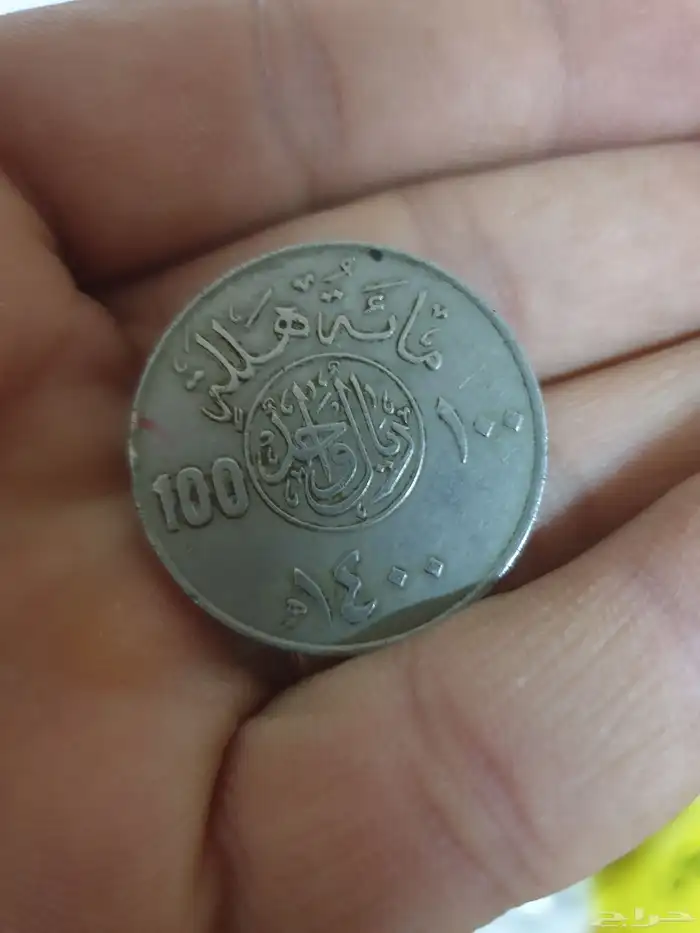 مائة هللة
ريال واحد
١٠٠
100
١٤٠٠ هـ
حراج